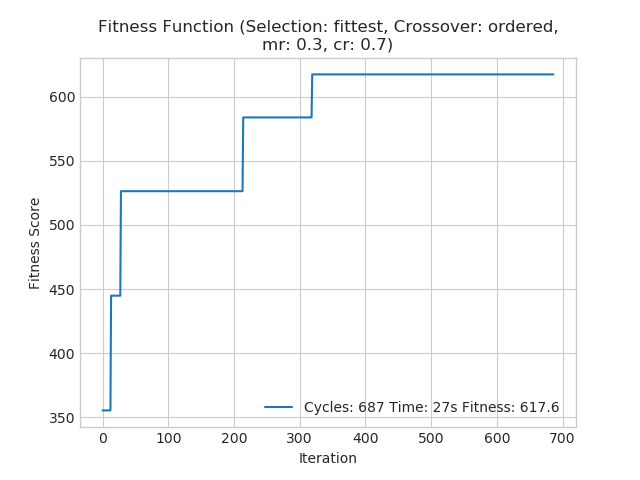 Fitness Function (Selection: fittest, Crossover: ordered,
mr: 0.3, cr: 0.7)
Fitness Score
600
550
500
450
400
350
Cycles: 687 Time: 27s Fitness: 617.6
0 100 200 300 400 500 600 700
Iteration